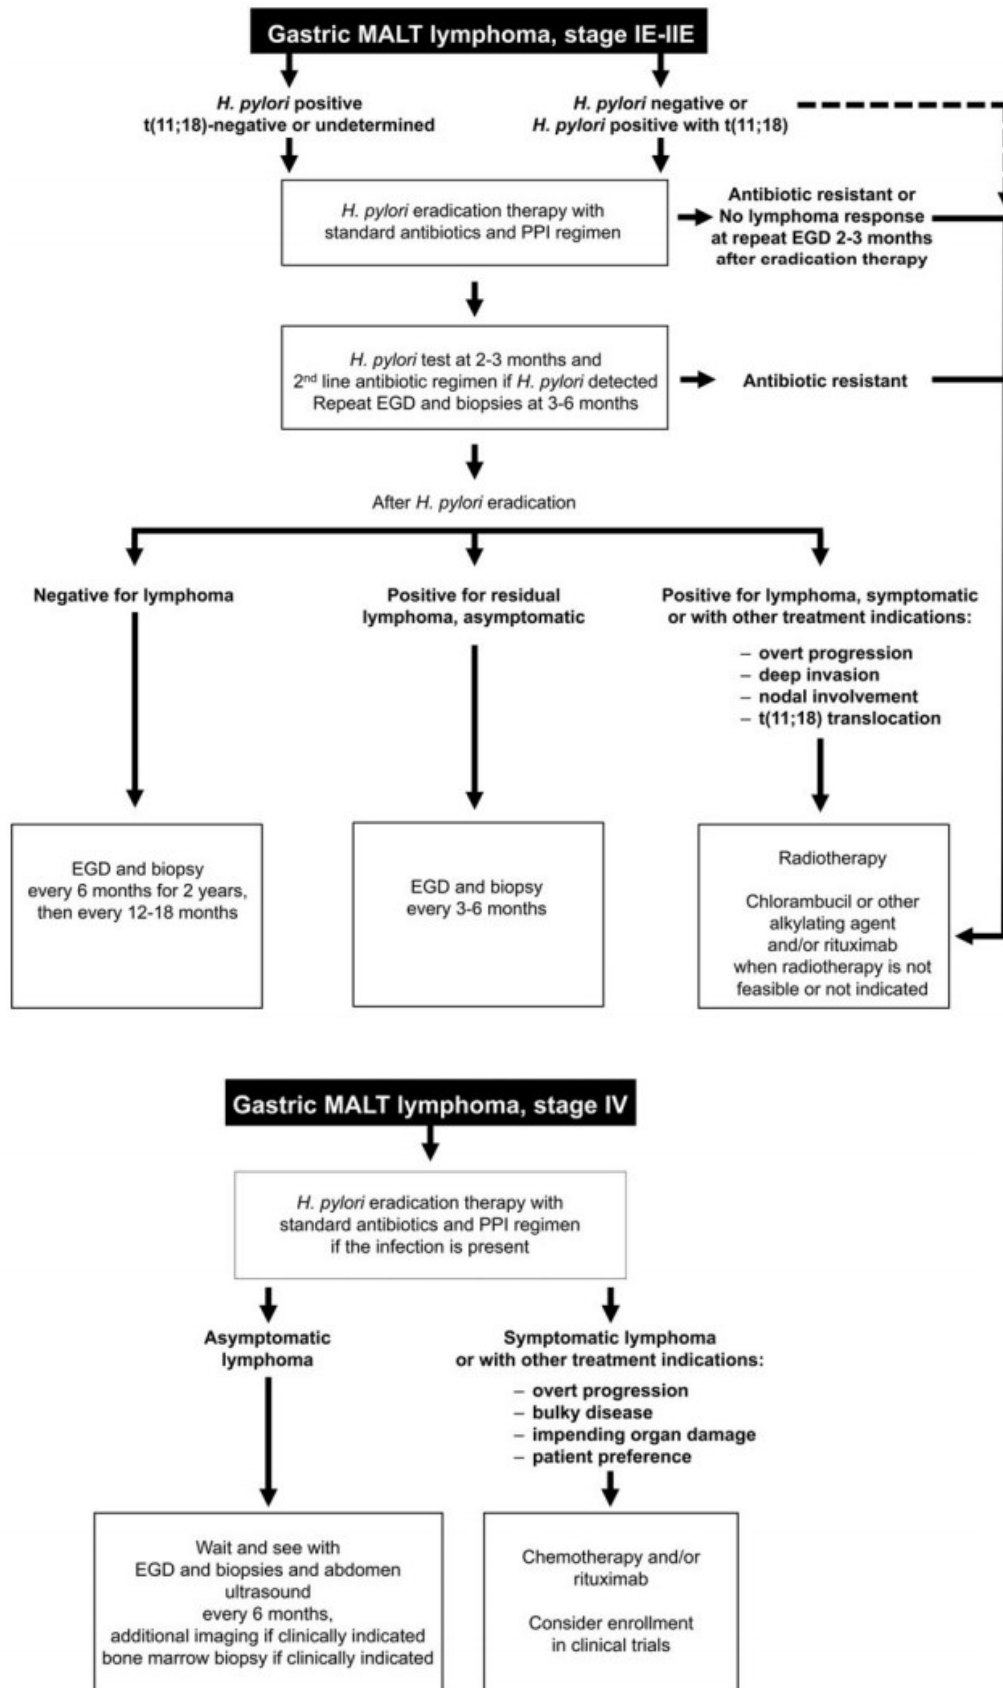 Gastric MALT lymphoma, stage IE-IIE
H. pylori positive
t(11;18)-negative or undetermined
H. pylori negative or
H. pylori positive with t(11;18)
H. pylori eradication therapy with
standard antibiotics and PPI regimen
Antibiotic resistant or
No lymphoma response
at repeat EGD 2-3 months
after eradication therapy
H. pylori test at 2-3 months and
2nd line antibiotic regimen if H. pylori detected
Repeat EGD and biopsies at 3-6 months
Antibiotic resistant
After H. pylori eradication
Negative for lymphoma
Positive for residual
lymphoma, asymptomatic
Positive for lymphoma, symptomatic
or with other treatment indications:
– overt progression
– deep invasion
– nodal involvement
– t(11;18) translocation
EGD and biopsy
every 6 months for 2 years,
then every 12-18 months
EGD and biopsy
every 3-6 months
Radiotherapy
Chlorambucil or other
alkylating agent
and/or rituximab
when radiotherapy is not
feasible or not indicated
Gastric MALT lymphoma, stage IV
H. pylori eradication therapy with
standard antibiotics and PPI regimen
if the infection is present
Asymptomatic
lymphoma
Symptomatic lymphoma
or with other treatment indications:
– overt progression
– bulky disease
– impending organ damage
– patient preference
Wait and see with
EGD and biopsies and abdomen
ultrasound
every 6 months,
additional imaging if clinically indicated
bone marrow biopsy if clinically indicated
Chemotherapy and/or
rituximab
Consider enrollment
in clinical trials